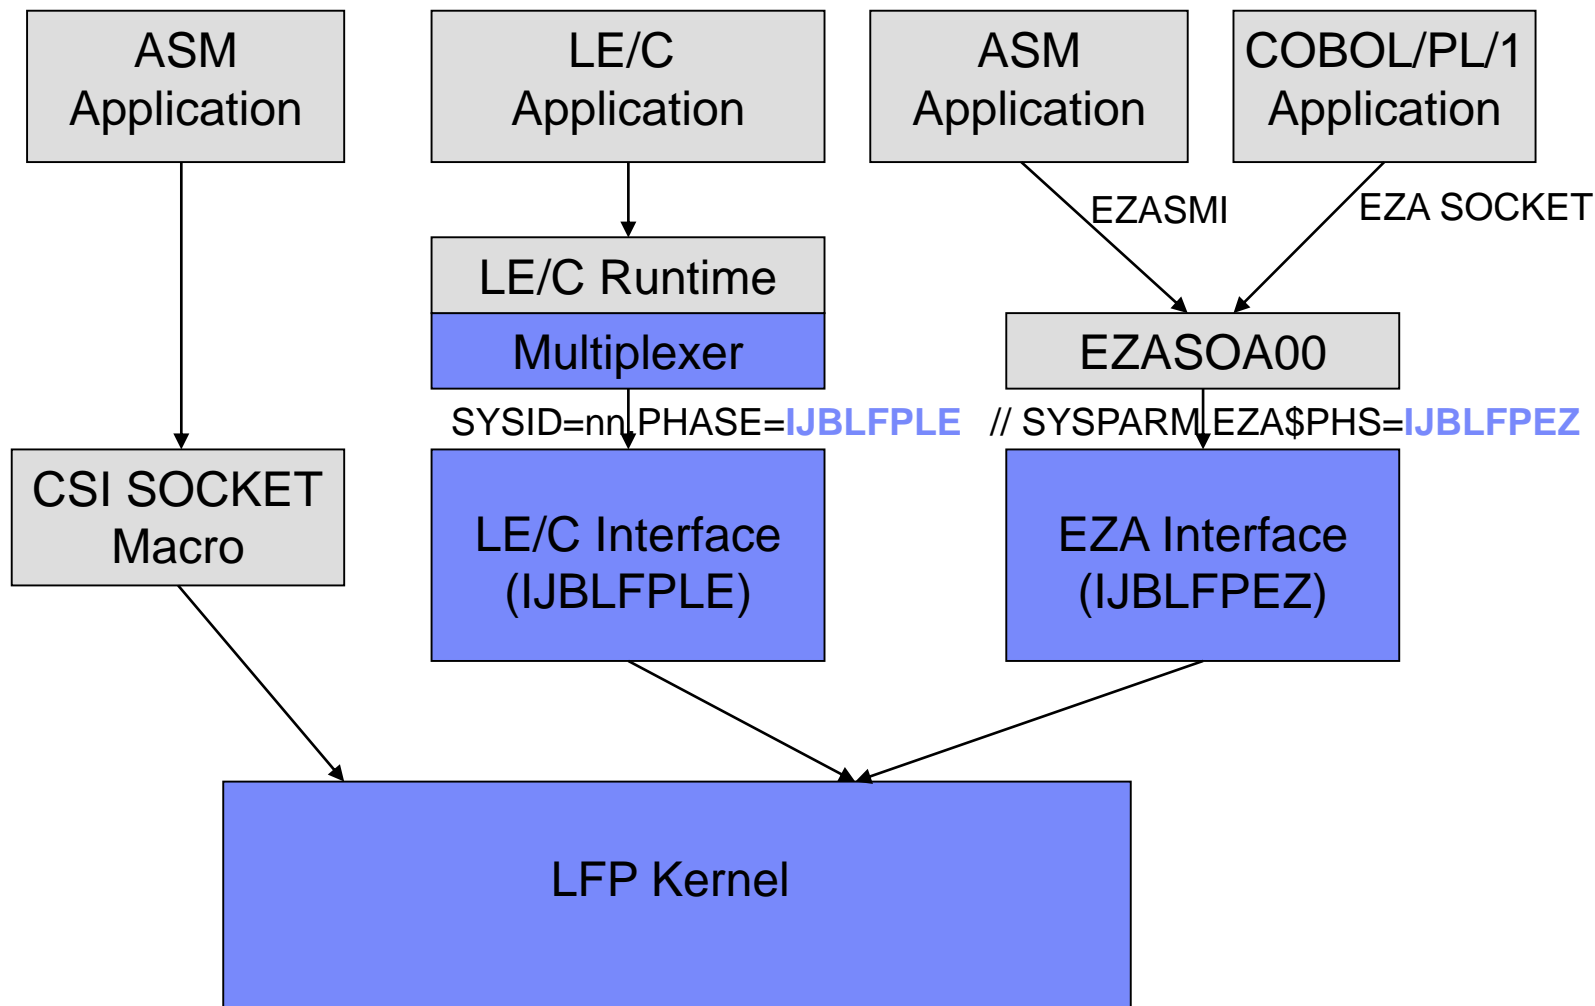 ASM
Application
LE/C
Application
ASM
Application
COBOL/PL/1
Application
EZASMI
EZA SOCKET
LE/C Runtime
Multiplexer
EZASOA00
SYSID=nn,PHASE=IJBLFPLE
// SYSPARM EZA$PHS=IJBLFPEZ
CSI SOCKET
Macro
LE/C Interface
(IJBLFPLE)
EZA Interface
(IJBLFPEZ)
LFP Kernel